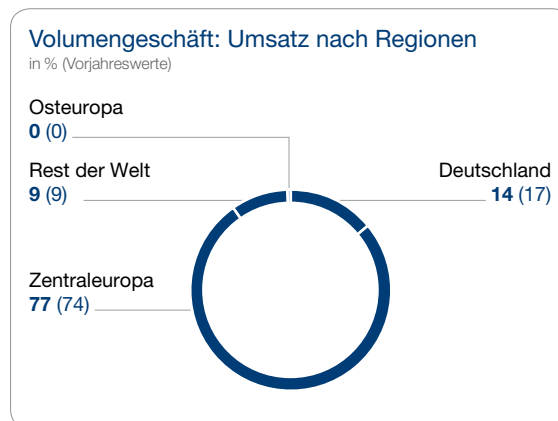 Volumengeschäft: Umsatz nach Regionen
in % (Vorjahreswerte)
Osteuropa
0 (0)
Rest der Welt
9 (9)
Deutschland
14 (17)
Zentraleuropa
77 (74)